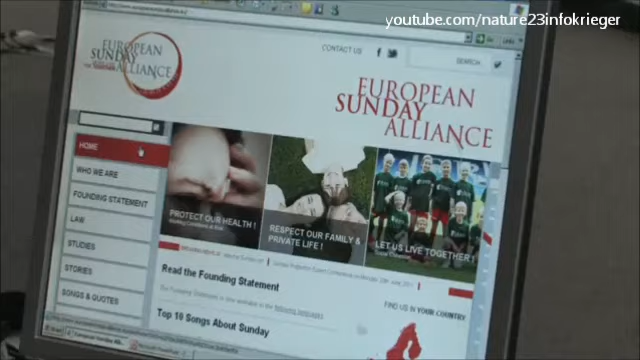 youtube.com/nature23infokrieger
CONTACT US
SEARCH
EUROPEAN
SUNDAY
ALLIANCE
EUROPEAN
SUNDAY
ALLIANCE
HOME
WHO WE ARE
FOUNDING STATEMENT
LAW
STUDIES
STORIES
SONGS & QUOTES
PROTECT OUR HEALTH !
RESPECT OUR FAMILY &
PRIVATE LIFE !
LET US LIVE TOGETHER !
Read the Founding Statement
Top 10 Songs About Sunday
FIND US IN YOUR COUNTRY